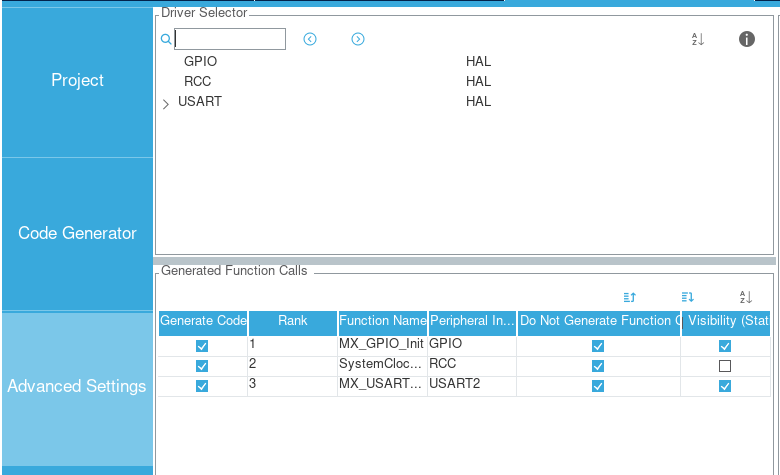 Driver Selector
Project
GPIO HAL
RCC HAL
USART HAL
Code Generator
Generated Function Calls
Generate Code Rank Function Name Peripheral In... Do Not Generate Function C Visibility (Stat
1 MX_GPIO_Init GPIO
2 SystemCloc... RCC
3 MX_USART... USART2
Advanced Settings